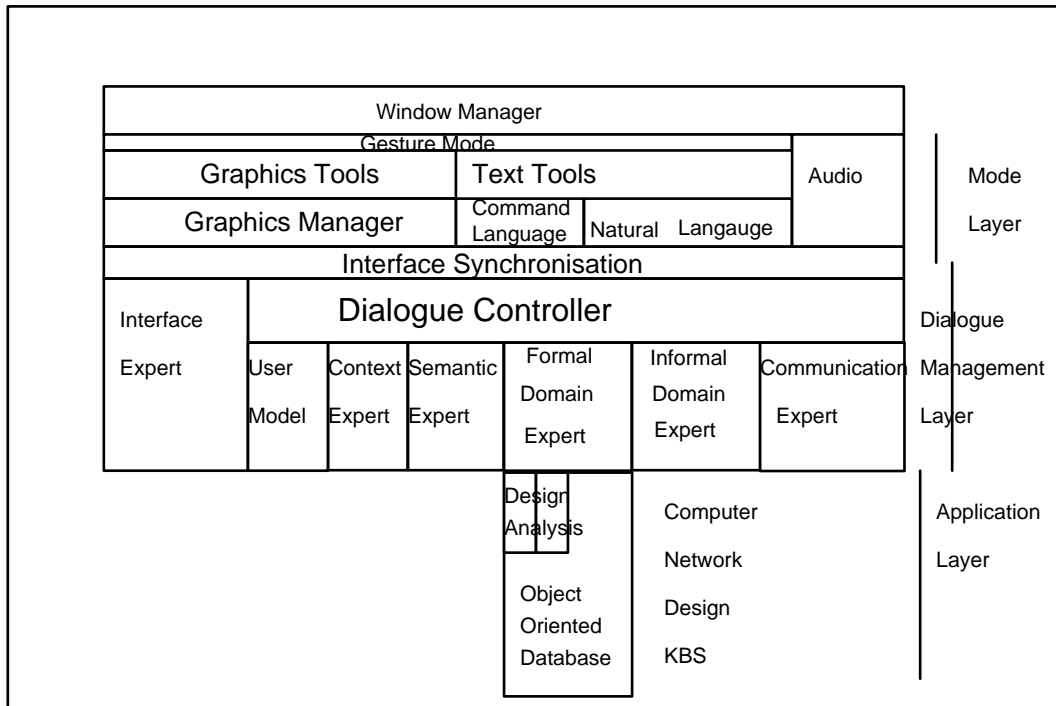 Window Manager
Gesture Mode
Graphics Tools
Text Tools
Audio
Graphics Manager
Command
Language
Natural Langauge
Mode
Layer
Interface Synchronisation
Interface
Expert
Dialogue Controller
User
Model
Context
Expert
Semantic
Expert
Formal
Domain
Expert
Informal
Domain
Expert
Communication
Expert
Dialogue
Management
Layer
Design
Analysis
Object
Oriented
Database
Computer
Network
Design
KBS
Application
Layer